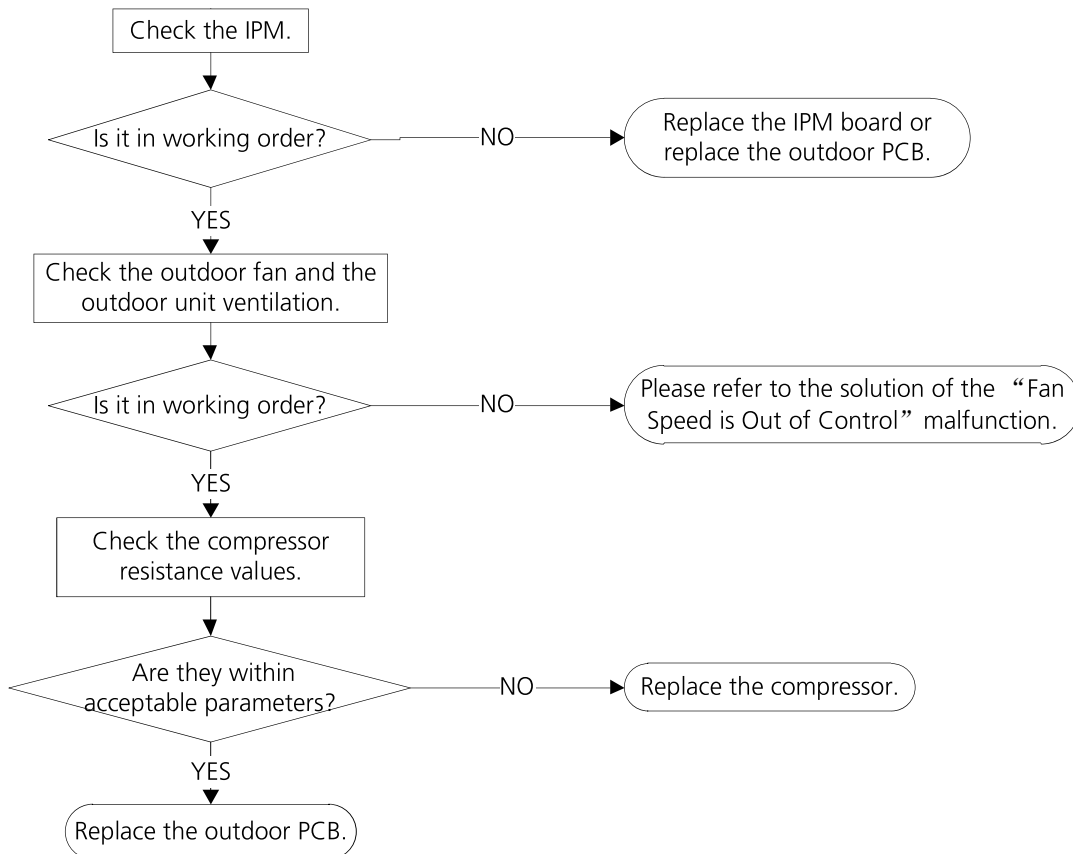 Check the IPM.
Is it in working order?
NO
Replace the IPM board or
replace the outdoor PCB.
YES
Check the outdoor fan and the
outdoor unit ventilation.
Is it in working order?
NO
Please refer to the solution of the “Fan
Speed is Out of Control” malfunction.
YES
Check the compressor
resistance values.
Are they within
acceptable parameters?
NO
Replace the compressor.
YES
Replace the outdoor PCB.